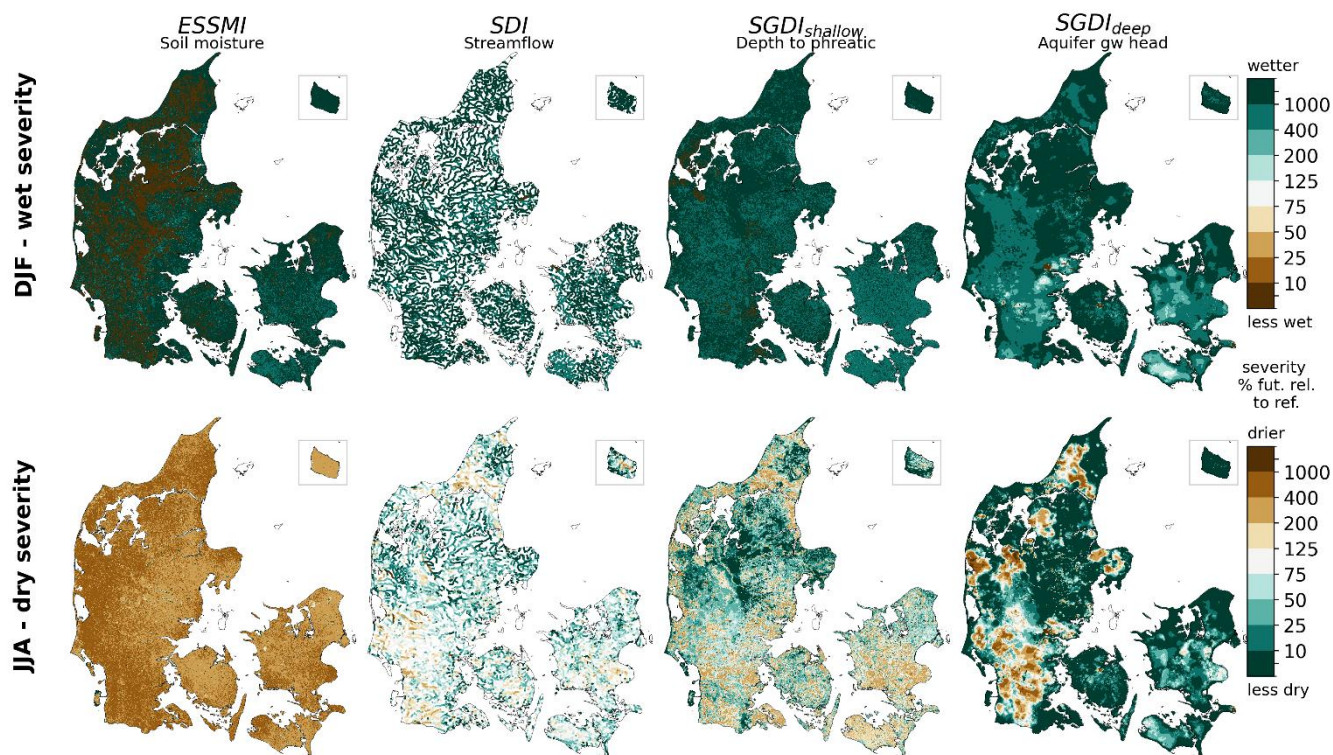 ESSMI
Soil moisture
SDI
Streamflow
SGDIshallow
Depth to phreatic
SGDIdeep
Aquifer gw head
DJF - wet severity
wetter
1000
400
200
125
75
50
25
10
less wet
severity
% fut. rel.
to ref.
JJA - dry severity
drier
1000
400
200
125
75
50
25
10
less dry